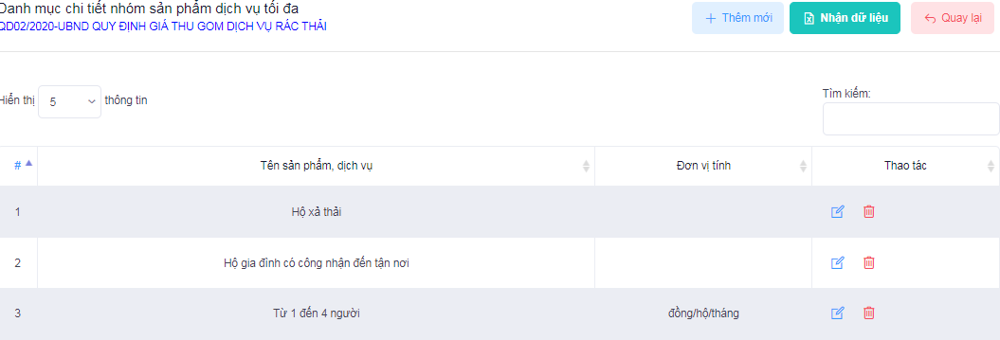 Danh mục chi tiết nhóm sản phẩm dịch vụ tối đa
QD02/2020-UBND QUY ĐỊNH GIÁ THU GOM DỊCH VỤ RÁC THẢI
Thêm mới
Nhận dữ liệu
Quay lại
Hiển thị 5 thông tin
Tìm kiếm:
# Tên sản phẩm, dịch vụ Đơn vị tính Thao tác
1 Hộ xả thải
2 Hộ gia đình có công nhận đến tận nơi
3 Từ 1 đến 4 người đồng/hộ/tháng